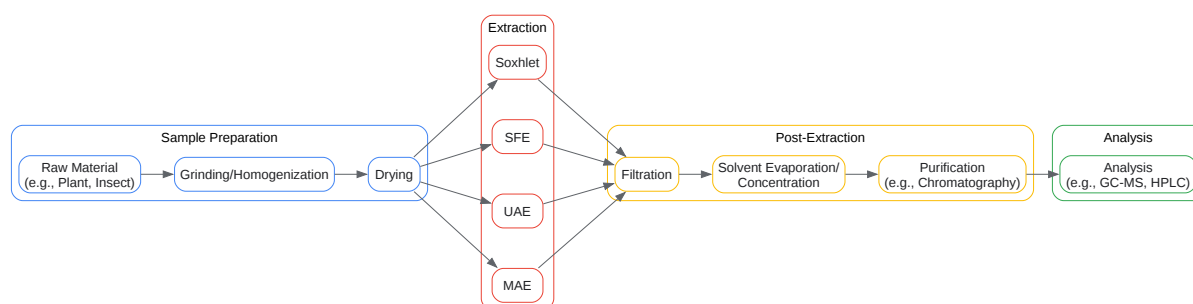 Extraction
Soxhlet
Sample Preparation
Raw Material
(e.g., Plant, Insect)
Grinding/Homogenization
Drying
SFE
UAE
MAE
Post-Extraction
Filtration
Solvent Evaporation/
Concentration
Purification
(e.g., Chromatography)
Analysis
Analysis
(e.g., GC-MS, HPLC)